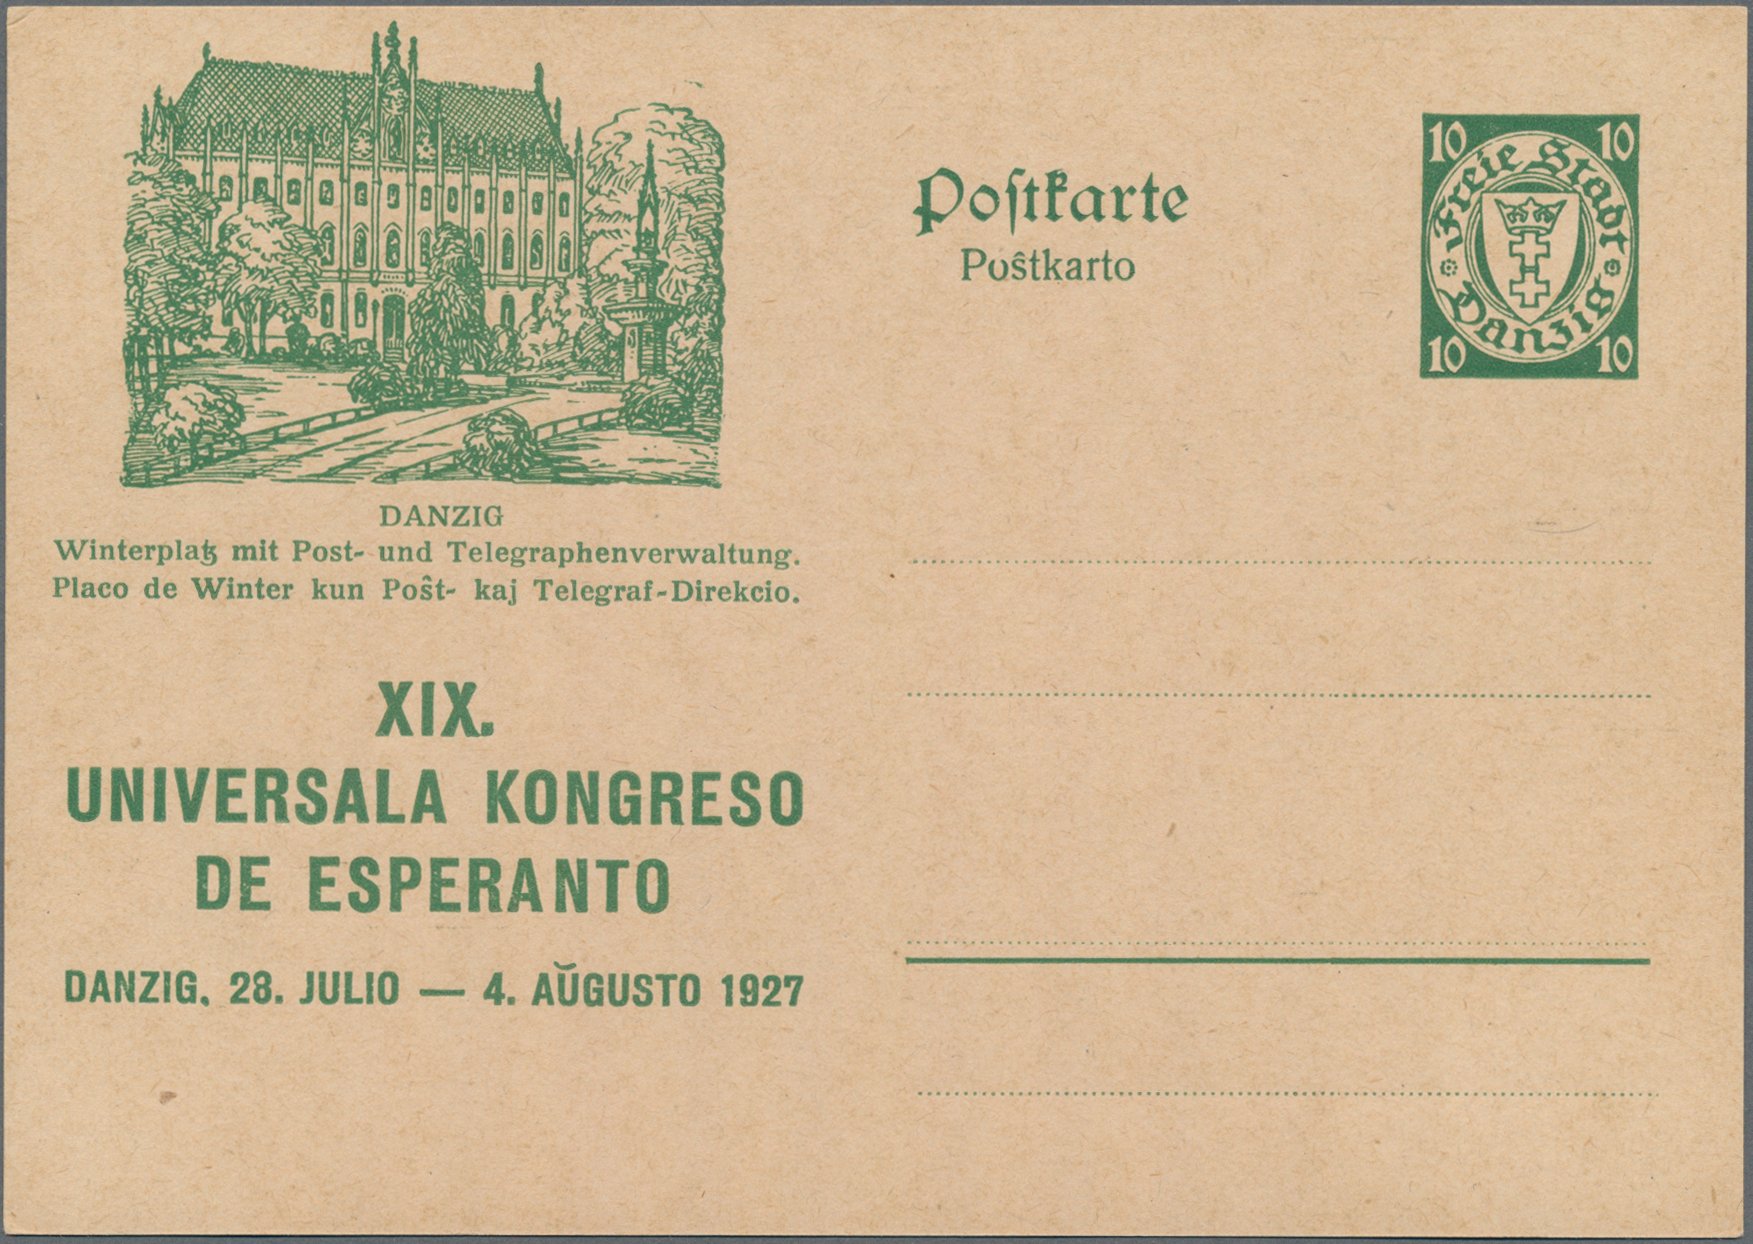 DANZIG
Winterplatz mit Post- und Telegraphenverwaltung.
Placo de Winter kun Poŝt- kaj Telegraf-Direkcio.
XIX.
UNIVERSALA KONGRESO
DE ESPERANTO
DANZIG, 28. JULIO — 4. AŬGUSTO 1927
Poſtkarte
Poŝtkarto
10 10
Freie Stadt
Danzig
10 10